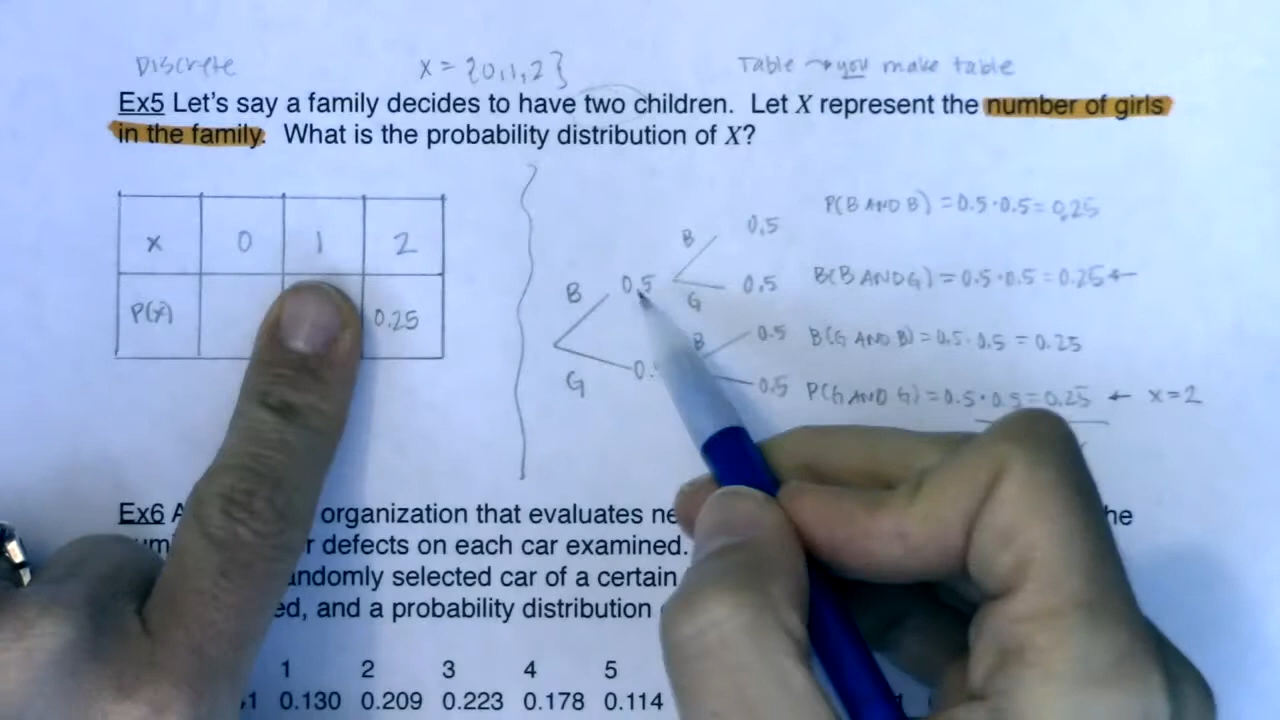 Discrete x = {0,1,2} Table → you make table
Ex5 Let's say a family decides to have two children. Let X represent the number of girls
in the family. What is the probability distribution of X?
x 0 1 2
P(x) 0.25
B 0.5
G 0.
B 0.5
G 0.5
B 0.5
0.5
P(B AND B) = 0.5 · 0.5 = 0.25
B(B AND G) = 0.5 · 0.5 = 0.25 ←
B(G AND B) = 0.5 · 0.5 = 0.25
P(G AND G) = 0.5 · 0.5 = 0.25 ← x = 2
Ex6 A organization that evaluates ne he
r defects on each car examined.
andomly selected car of a certain
ed, and a probability distribution
1 2 3 4 5
1 0.130 0.209 0.223 0.178 0.114